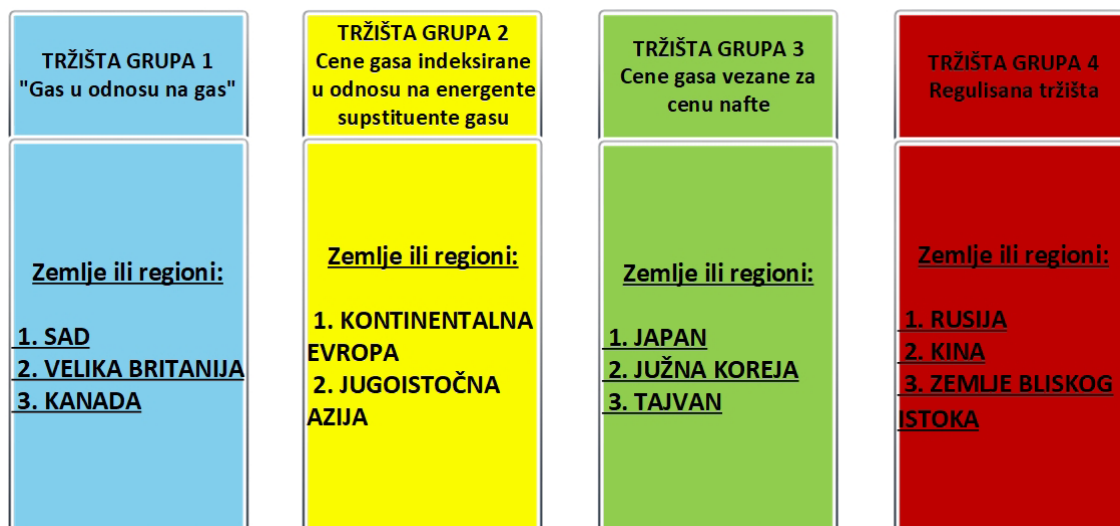 TRŽIŠTA GRUPA 1
"Gas u odnosu na gas"
Zemlje ili regioni:
1. SAD
2. VELIKA BRITANIJA
3. KANADA
TRŽIŠTA GRUPA 2
Cene gasa indeksirane
u odnosu na energente
supstituente gasu
Zemlje ili regioni:
1. KONTINENTALNA
EVROPA
2. JUGOISTOČNA
AZIJA
TRŽIŠTA GRUPA 3
Cene gasa vezane za
cenu nafte
Zemlje ili regioni:
1. JAPAN
2. JUŽNA KOREJA
3. TAJVAN
TRŽIŠTA GRUPA 4
Regulisana tržišta
Zemlje ili regioni:
1. RUSIJA
2. KINA
3. ZEMLJE BLISKOG
ISTOKA